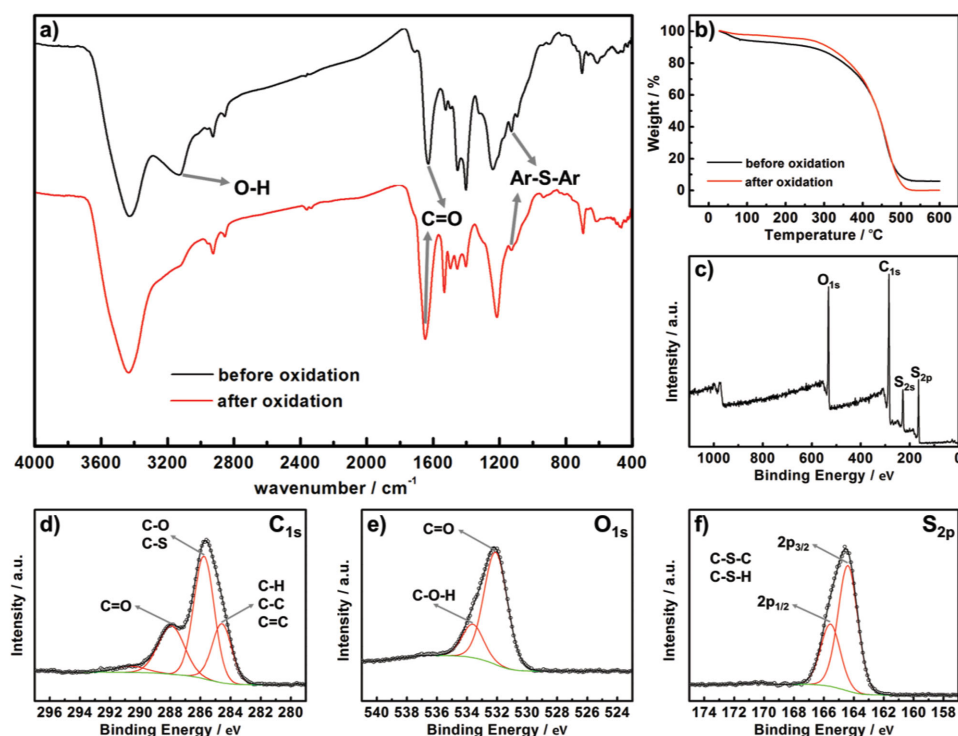 a)
O-H
C=O
Ar-S-Ar
before oxidation
after oxidation
4000 3600 3200 2800 2400 2000 1600 1200 800 400
wavenumber / cm⁻¹
b)
100
80
60
40
20
0
Weight / %
before oxidation
after oxidation
0 100 200 300 400 500 600
Temperature / °C
c)
O1s
C1s
S2s
S2p
Intensity / a.u.
1000 800 600 400 200 0
Binding Energy / eV
d)
C1s
C-O
C-S
C-H
C-C
C=C
C=O
Intensity / a.u.
296 294 292 290 288 286 284 282 280 278
Binding Energy / eV
e)
O1s
C=O
C-O-H
Intensity / a.u.
540 538 536 534 532 530 528 526 524
Binding Energy / eV
f)
S2p
2p3/2
C-S-C
C-S-H
2p1/2
Intensity / a.u.
174 172 170 168 166 164 162 160 158
Binding Energy / eV